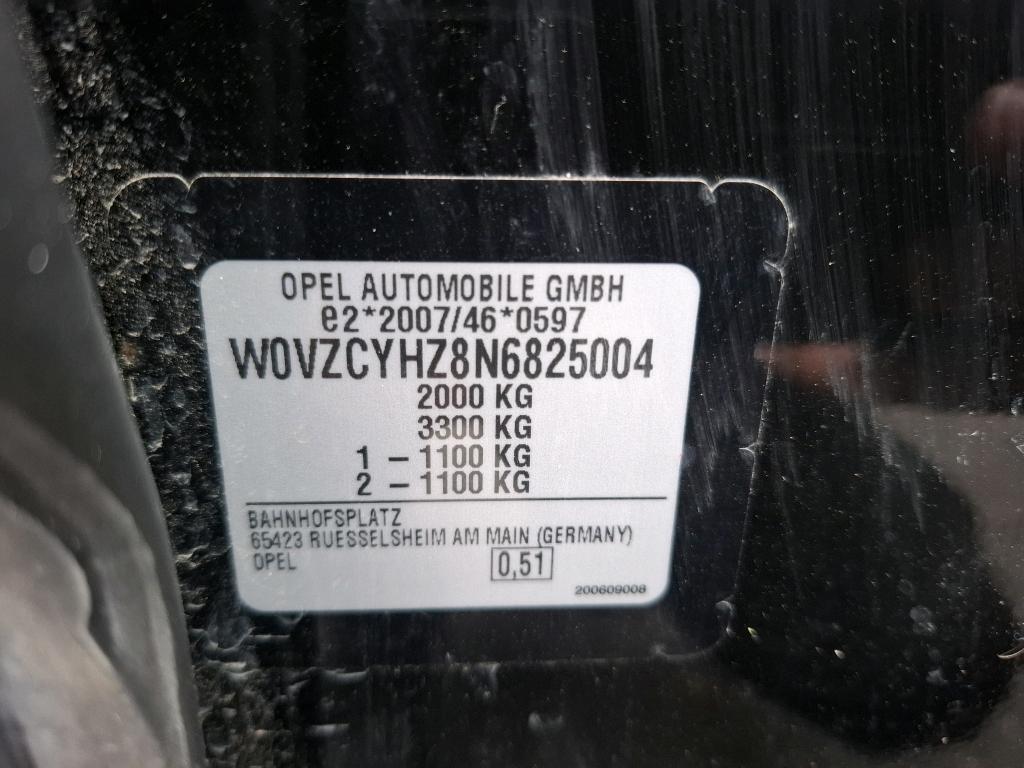 OPEL AUTOMOBILE GMBH
e2*2007/46*0597
W0VZCYHZ8N6825004
2000 KG
3300 KG
1 – 1100 KG
2 – 1100 KG
BAHNHOFSPLATZ
65423 RUESSELSHEIM AM MAIN (GERMANY)
OPEL 0,51
200609008